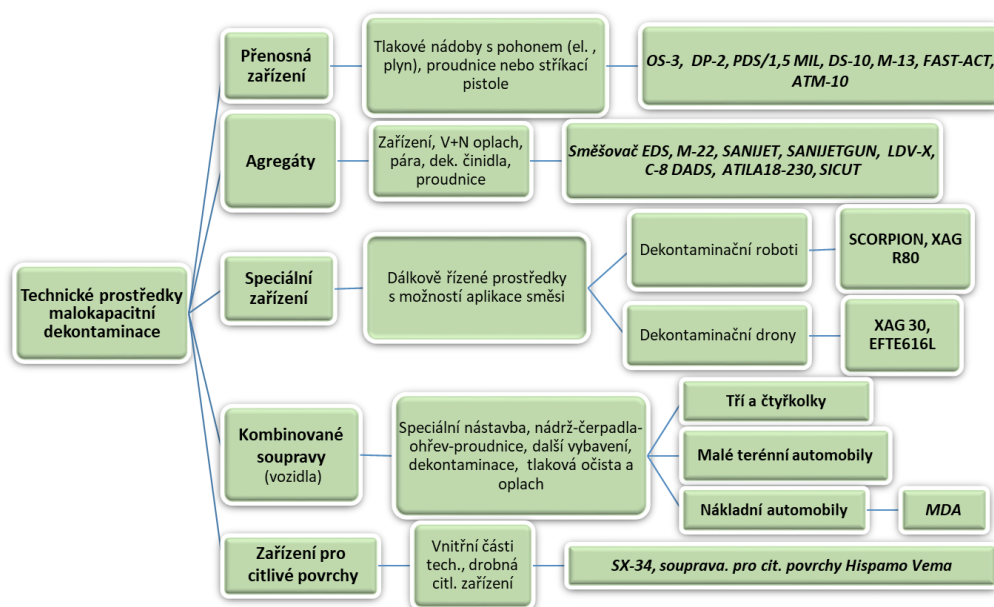 Technické prostředky
malokapacitní
dekontaminace
Přenosná
zařízení
Tlakové nádoby s pohonem (el. ,
plyn), proudnice nebo stříkací
pistole
OS-3, DP-2, PDS/1,5 MIL, DS-10, M-13, FAST-ACT,
ATM-10
Agregáty
Zařízení, V+N oplach,
pára, dek. činidla,
proudnice
Směšovač EDS, M-22, SANIJET, SANIJETGUN, LDV-X,
C-8 DADS, ATILA18-230, SICUT
Speciální
zařízení
Dálkově řízené prostředky
s možností aplikace směsi
Dekontaminační roboti
SCORPION, XAG
R80
Dekontaminační drony
XAG 30,
EFTE616L
Kombinované
soupravy
(vozidla)
Speciální nástavba, nádrž-čerpadla-
ohřev-proudnice, další vybavení,
dekontaminace, tlaková očista a
oplach
Tří a čtyřkolky
Malé terénní automobily
Nákladní automobily
MDA
Zařízení pro
citlivé povrchy
Vnitřní části
tech., drobná
citl. zařízení
SX-34, souprava. pro cit. povrchy Hispamo Vema